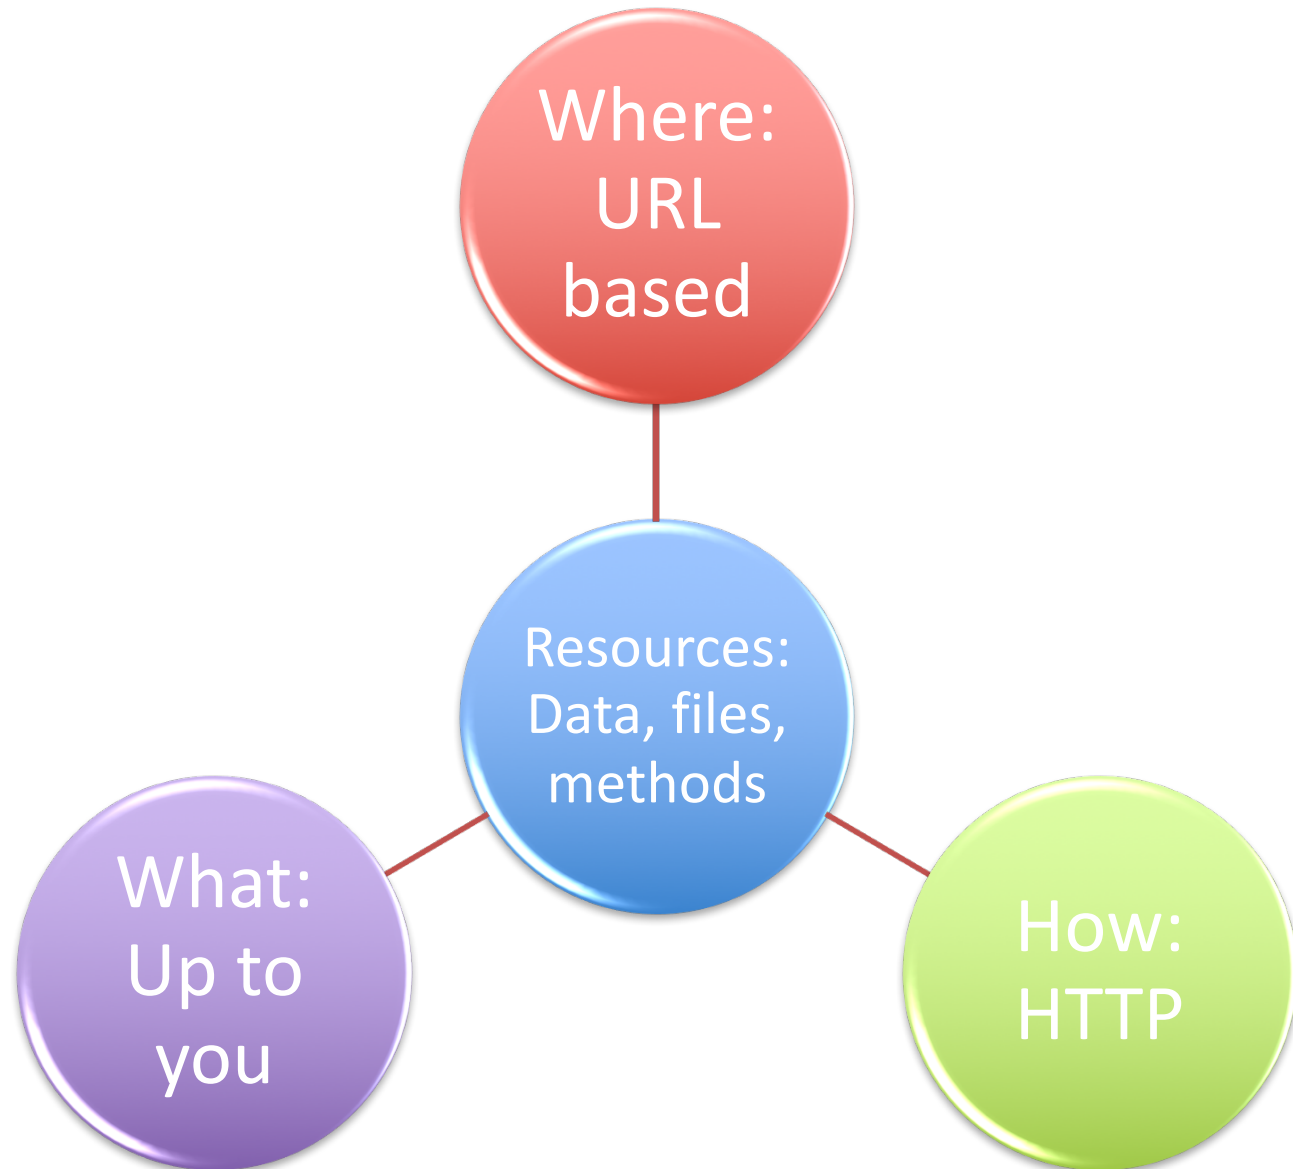 Where:
URL
based
Resources:
Data, files,
methods
What:
Up to
you
How:
HTTP